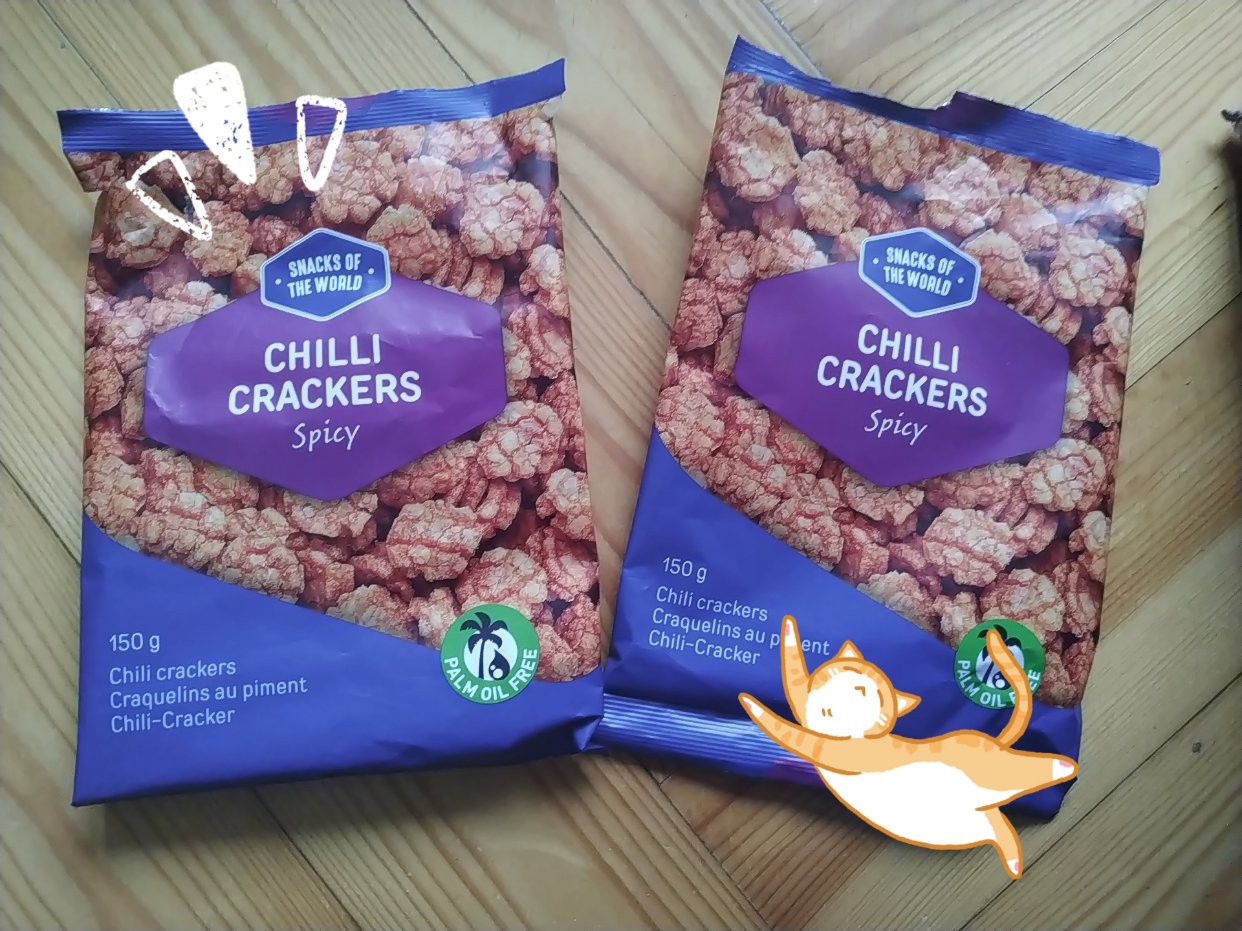 SNACKS OF
THE WORLD
CHILLI
CRACKERS
Spicy
150 g
Chili crackers
Craquelins au piment
Chili-Cracker
PALM OIL FREE
SNACKS OF
THE WORLD
CHILLI
CRACKERS
Spicy
150 g
Chili crackers
Craquelins au piment
Chili-Cracker
PALM OIL FREE